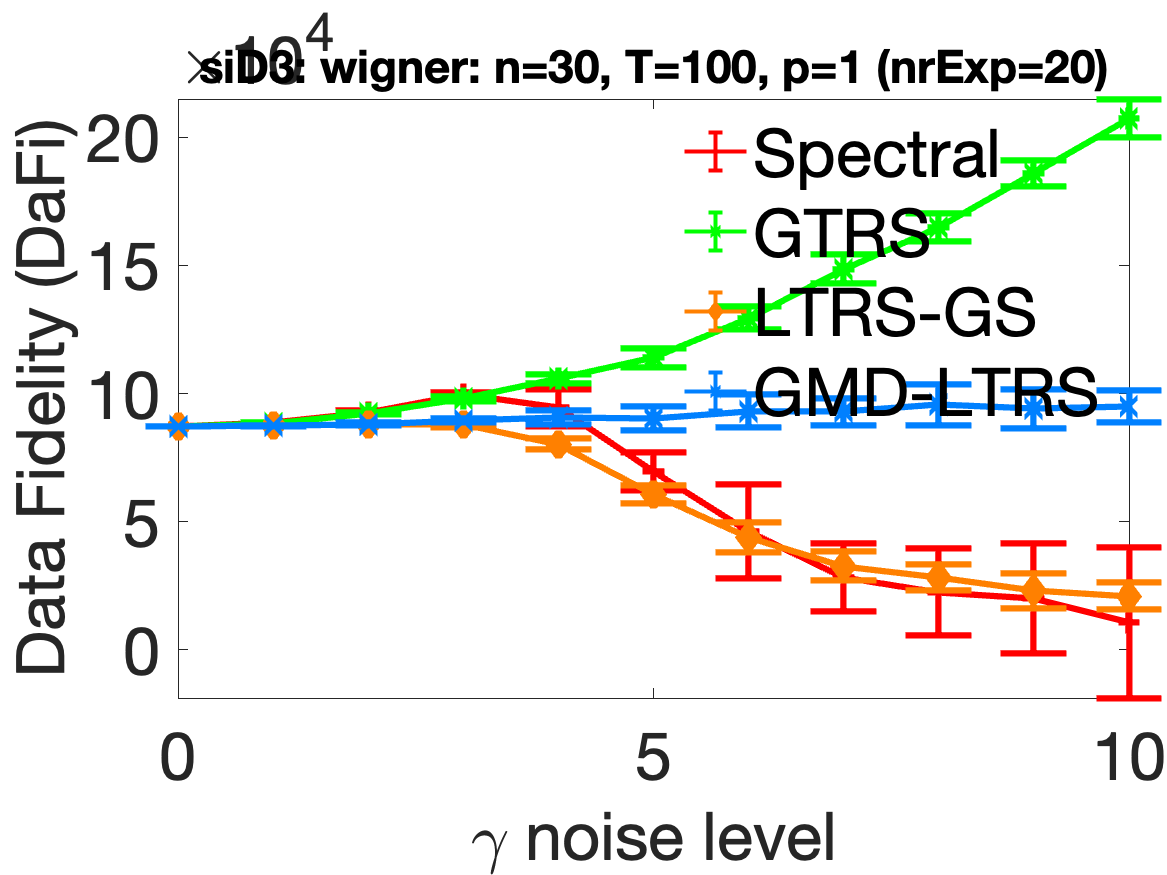 × 10^4
siD3: wigner: n=30, T=100, p=1 (nrExp=20)
Data Fidelity (DaFi)
20
15
10
5
0
Spectral
GTRS
LTRS-GS
GMD-LTRS
0 5 10
γ noise level